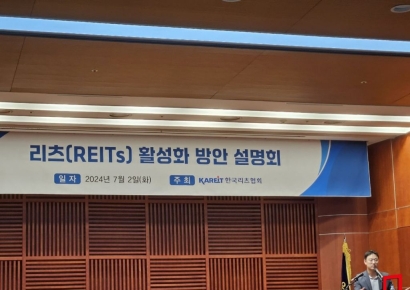 리츠(REITs) 활성화 방안 설명회
일 자 2024년 7월 2일(화) 주 최 KAREIT 한국리츠협회